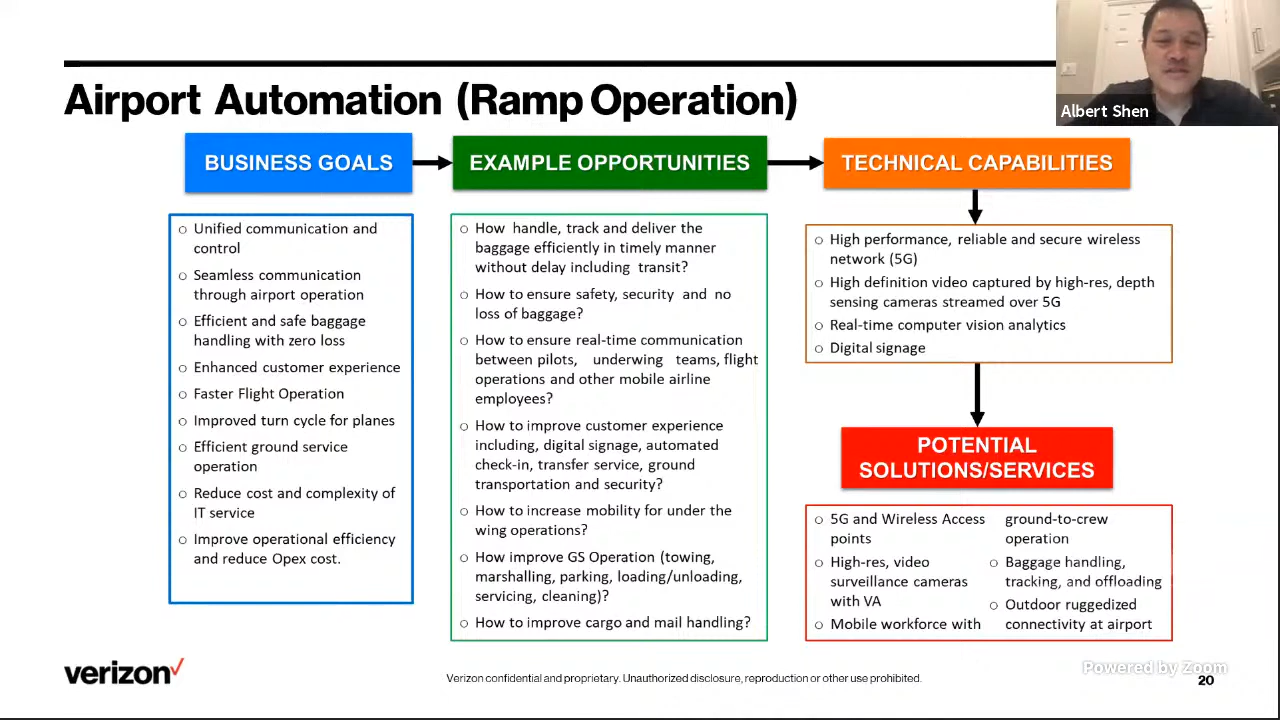 Airport Automation (Ramp Operation)
Albert Shen
BUSINESS GOALS
EXAMPLE OPPORTUNITIES
TECHNICAL CAPABILITIES
○ Unified communication and
control
○ Seamless communication
through airport operation
○ Efficient and safe baggage
handling with zero loss
○ Enhanced customer experience
○ Faster Flight Operation
○ Improved turn cycle for planes
○ Efficient ground service
operation
○ Reduce cost and complexity of
IT service
○ Improve operational efficiency
and reduce Opex cost.
○ How handle, track and deliver the
baggage efficiently in timely manner
without delay including transit?
○ How to ensure safety, security and no
loss of baggage?
○ How to ensure real-time communication
between pilots, underwing teams, flight
operations and other mobile airline
employees?
○ How to improve customer experience
including, digital signage, automated
check-in, transfer service, ground
transportation and security?
○ How to increase mobility for under the
wing operations?
○ How improve GS Operation (towing,
marshalling, parking, loading/unloading,
servicing, cleaning)?
○ How to improve cargo and mail handling?
○ High performance, reliable and secure wireless
network (5G)
○ High definition video captured by high-res, depth
sensing cameras streamed over 5G
○ Real-time computer vision analytics
○ Digital signage
POTENTIAL
SOLUTIONS/SERVICES
○ 5G and Wireless Access
points
○ High-res, video
surveillance cameras
with VA
○ Mobile workforce with
ground-to-crew
operation
○ Baggage handling,
tracking, and offloading
○ Outdoor ruggedized
connectivity at airport
verizon✓
Verizon confidential and proprietary. Unauthorized disclosure, reproduction or other use prohibited.
Powered by Zoom
20